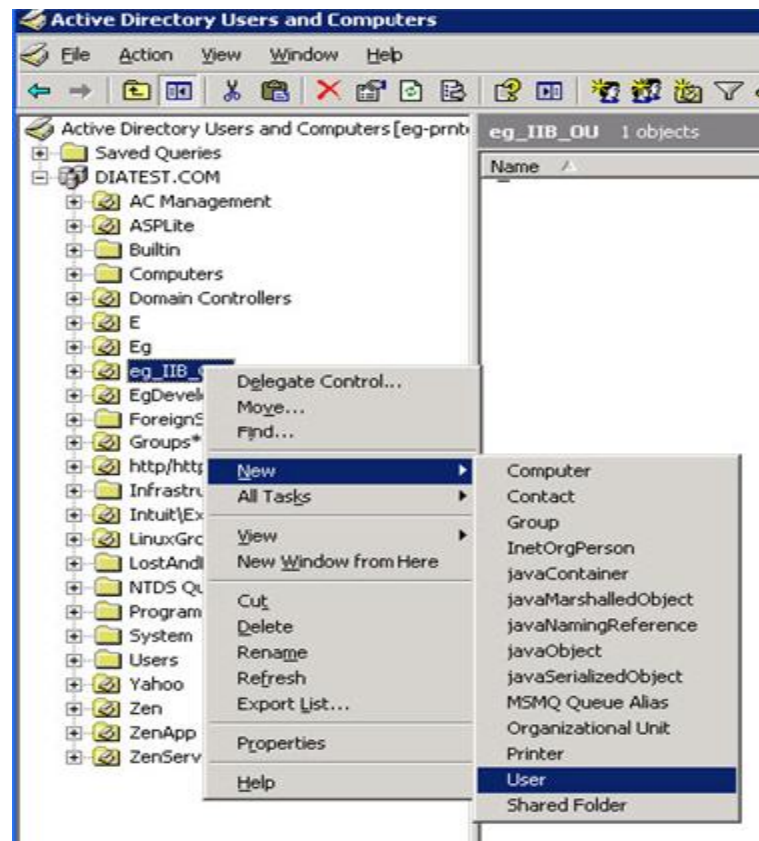 Active Directory Users and Computers
File Action View Window Help
Active Directory Users and Computers [eg-prnt
eg_IIB_OU 1 objects
Name
Saved Queries
DIATEST.COM
AC Management
ASPLite
Builtin
Computers
Domain Controllers
E
Eg
eg_IIB_
EgDevel
ForeignS
Groups*
http/http
Infrastru
Intuit\Ex
LinuxGrc
LostAndl
NTDS Qu
Program
System
Users
Yahoo
Zen
ZenApp
ZenServ
Delegate Control...
Move...
Find...
New
All Tasks
View
New Window from Here
Cut
Delete
Rename
Refresh
Export List...
Properties
Help
Computer
Contact
Group
InetOrgPerson
javaContainer
javaMarshalledObject
javaNamingReference
javaObject
javaSerializedObject
MSMQ Queue Alias
Organizational Unit
Printer
User
Shared Folder